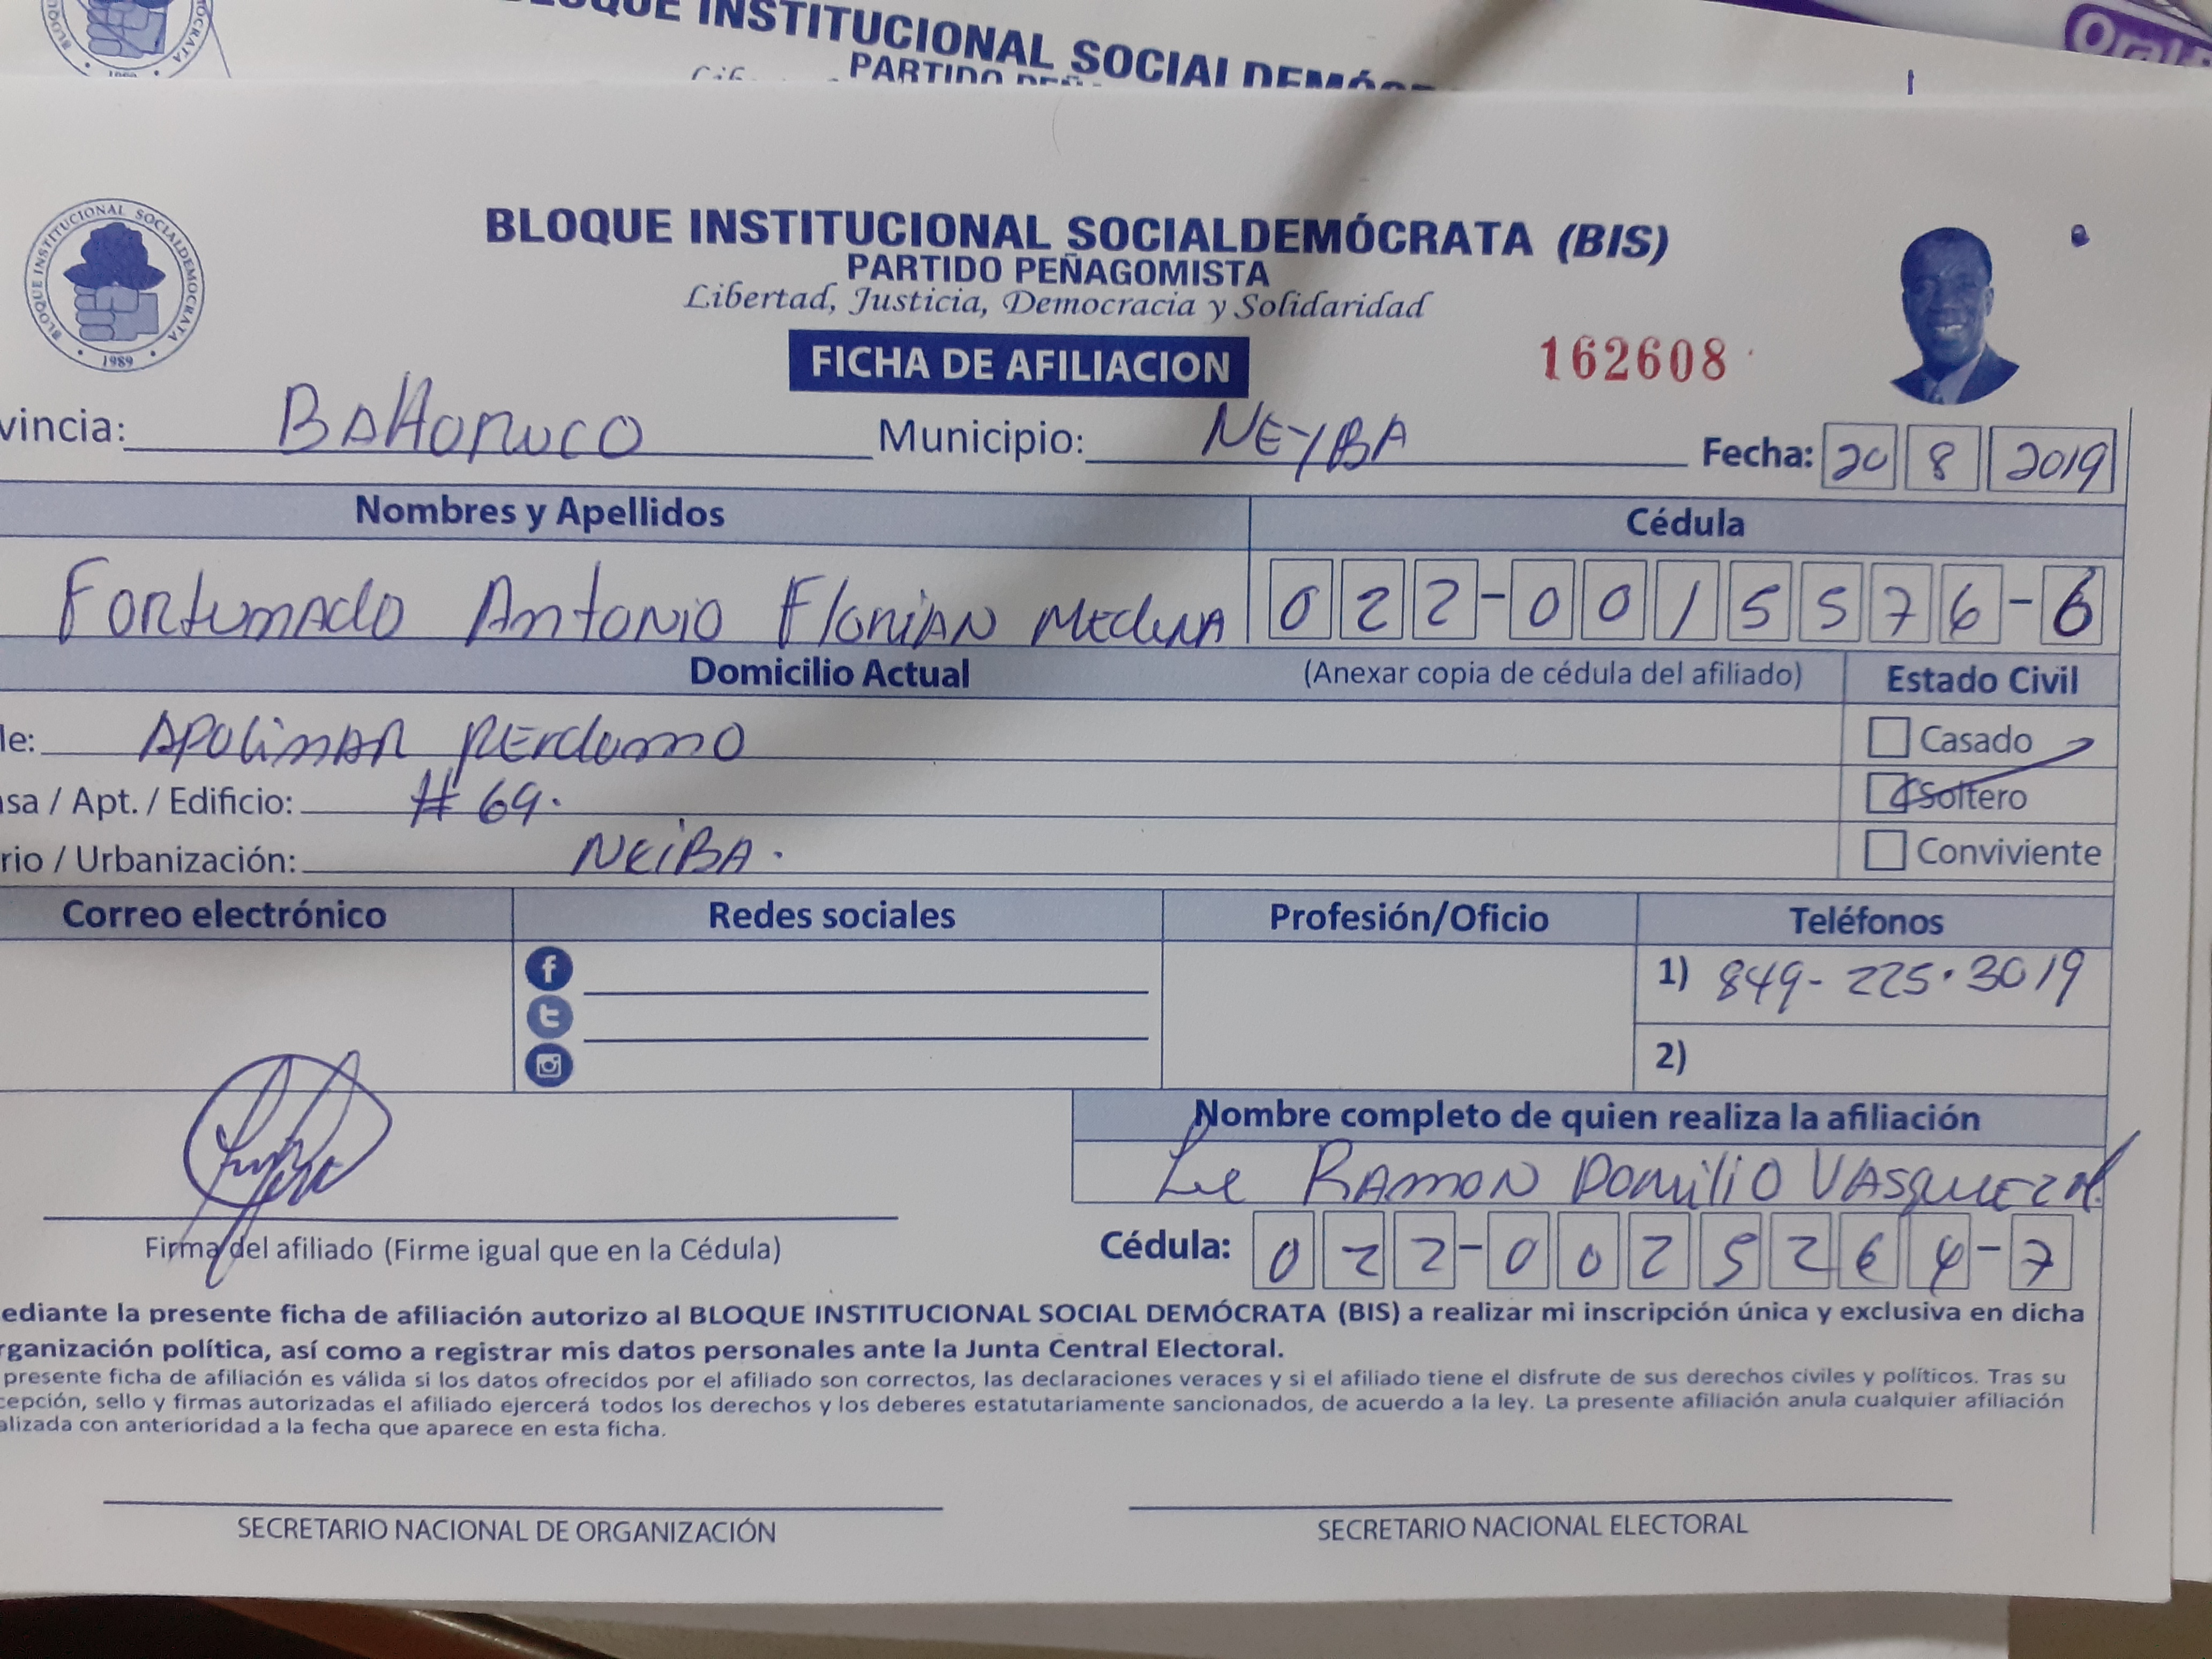 BLOQUE INSTITUCIONAL SOCIALDEMÓCRATA
1989
BLOQUE INSTITUCIONAL SOCIALDEMÓCRATA (BIS)
PARTIDO PEÑAGOMISTA
Libertad, Justicia, Democracia y Solidaridad
FICHA DE AFILIACION
162608
vincia: BAHORUCO Municipio: NEYBA Fecha: 20 8 2019
Nombres y Apellidos Cédula
Fortunado Antonio Florian Medina 022-0015576-6
Domicilio Actual (Anexar copia de cédula del afiliado) Estado Civil
le: Apolinar Perdomo Casado
sa / Apt. / Edificio: # 69. Soltero
rio / Urbanización: NEIBA. Conviviente
Correo electrónico Redes sociales Profesión/Oficio Teléfonos
1) 849-225.3019
2)
Nombre completo de quien realiza la afiliación
Ramon Domilio Vasquez M.
Firma del afiliado (Firme igual que en la Cédula) Cédula: 022-0025264-7
ediante la presente ficha de afiliación autorizo al BLOQUE INSTITUCIONAL SOCIAL DEMÓCRATA (BIS) a realizar mi inscripción única y exclusiva en dicha
rganización política, así como a registrar mis datos personales ante la Junta Central Electoral.
presente ficha de afiliación es válida si los datos ofrecidos por el afiliado son correctos, las declaraciones veraces y si el afiliado tiene el disfrute de sus derechos civiles y políticos. Tras su
cepción, sello y firmas autorizadas el afiliado ejercerá todos los derechos y los deberes estatutariamente sancionados, de acuerdo a la ley. La presente afiliación anula cualquier afiliación
alizada con anterioridad a la fecha que aparece en esta ficha.
SECRETARIO NACIONAL DE ORGANIZACIÓN SECRETARIO NACIONAL ELECTORAL